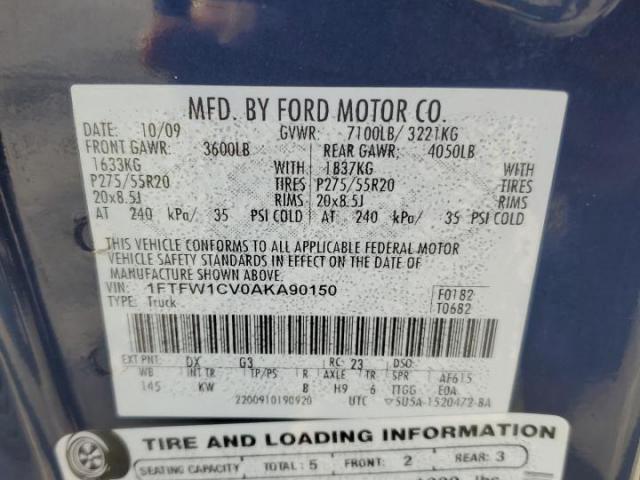 MFD. BY FORD MOTOR CO.
DATE: 10/09 GVWR: 7100LB/ 3221KG
FRONT GAWR: 3600LB REAR GAWR: 4050LB
1633KG WITH 1837KG WITH
P275/55R20 TIRES P275/55R20 TIRES
20x8.5J RIMS 20x8.5J RIMS
AT 240 kPa/ 35 PSI COLD AT 240 kPa/ 35 PSI COLD
THIS VEHICLE CONFORMS TO ALL APPLICABLE FEDERAL MOTOR
VEHICLE SAFETY STANDARDS IN EFFECT ON THE DATE OF
MANUFACTURE SHOWN ABOVE.
VIN: 1FTFW1CV0AKA90150 F0182
TYPE: Truck T0682
EXT PNT: DX G3 RC: 23 DSO:
WB INT TR TP/PS R AXLE TR SPR AF615
145 KW B H9 6 TTGG E0A
2200910190920 UTC 5U5A-1520472-BA
TIRE AND LOADING INFORMATION
SEATING CAPACITY TOTAL: 5 FRONT: 2 REAR: 3